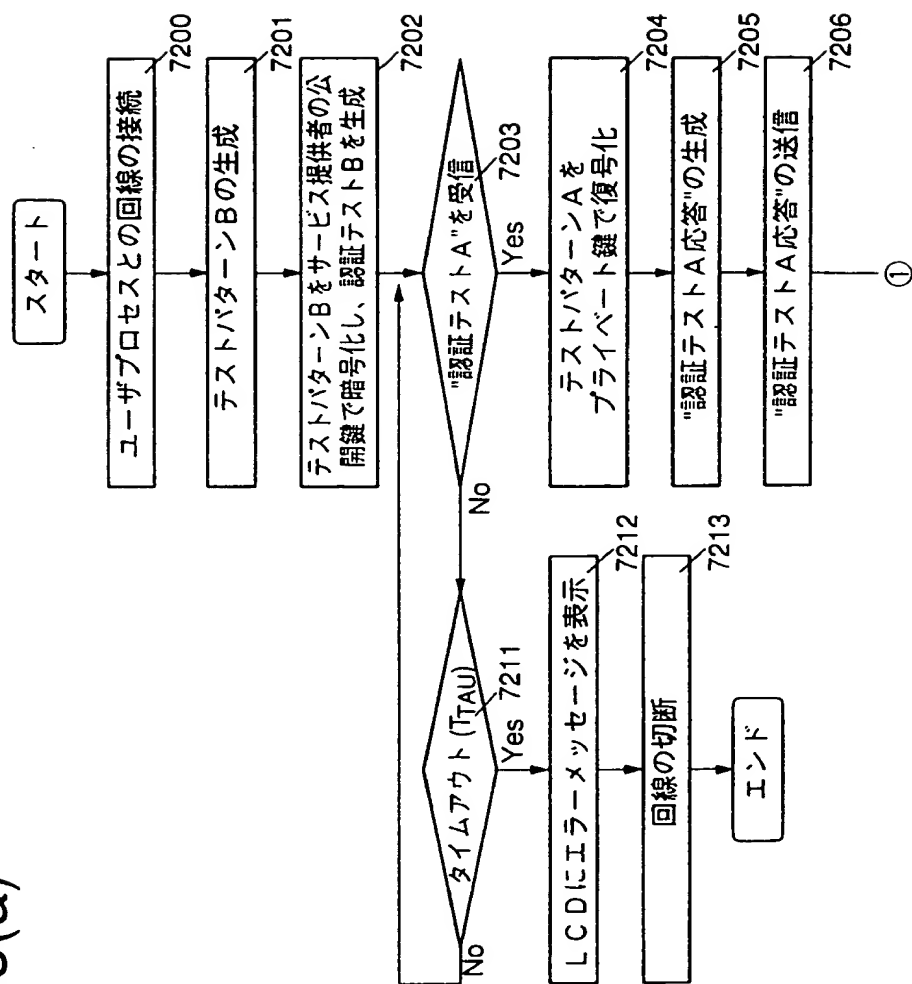 スタート
ユーザプロセスとの回線の接続
7200
テストパターンBの生成
7201
テストパターンBをサービス提供者の公
開鍵で暗号化し、認証テストBを生成
7202
"認証テストA"を受信
7203
Yes
No
テストパターンAを
プライベート鍵で復号化
7204
"認証テストA応答"の生成
7205
"認証テストA応答"の送信
7206
①
タイムアウト(TTAU)
7211
Yes
No
LCDにエラーメッセージを表示
7212
回線の切断
7213
エンド